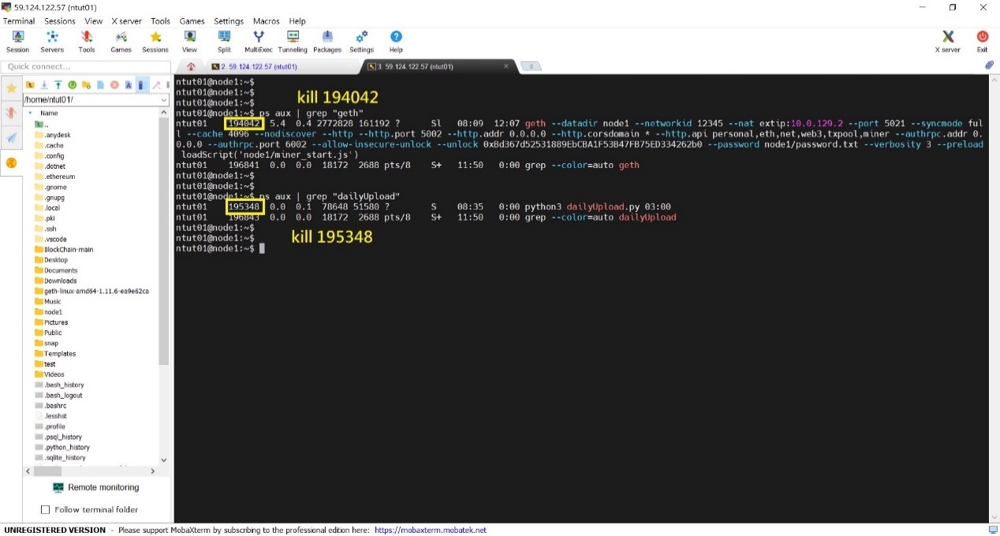 59.124.122.57 (ntut01)
Terminal Sessions View X server Tools Games Settings Macros Help
Session Servers Tools Games Sessions View Split MultiExec Tunneling Packages Settings Help X server Exit
Quick connect...
2. 59.124.122.57 (ntut01)
3. 59.124.122.57 (ntut01)
/home/ntut01/
Name
..
.anydesk
.cache
.config
.dotnet
.ethereum
.gnome
.gnupg
.local
.pki
.ssh
.vscode
BlockChain-main
Desktop
Documents
Downloads
geth-linux-amd64-1.11.6-ea9e62ca
Music
node1
Pictures
Public
snap
Templates
test
Videos
.bash_history
.bash_logout
.bashrc
.lesshst
.profile
.psql_history
.python_history
.sqlite_history
Remote monitoring
Follow terminal folder
ntut01@node1:~$
ntut01@node1:~$
ntut01@node1:~$
kill 194042
ntut01@node1:~$ ps aux | grep "geth"
ntut01 194042 5.4 0.4 2772828 161192 ? Sl 08:09 12:07 geth --datadir node1 --networkid 12345 --nat extip:10.0.129.2 --port 5021 --syncmode ful
l --cache 4096 --nodiscover --http --http.port 5002 --http.addr 0.0.0.0 --http.corsdomain * --http.api personal,eth,net,web3,txpool,miner --authrpc.addr 0.
0.0.0 --authrpc.port 6002 --allow-insecure-unlock --unlock 0xBd367d52531889EbCBA1F53B47FB75ED334262b0 --password node1/password.txt --verbosity 3 --preload
loadScript('node1/miner_start.js')
ntut01 196841 0.0 0.0 18172 2688 pts/8 S+ 11:50 0:00 grep --color=auto geth
ntut01@node1:~$
ntut01@node1:~$
ntut01@node1:~$ ps aux | grep "dailyUpload"
ntut01 195348 0.0 0.1 78648 51580 ? S 08:35 0:00 python3 dailyUpload.py 03:00
ntut01 196843 0.0 0.0 18172 2688 pts/8 S+ 11:50 0:00 grep --color=auto dailyUpload
ntut01@node1:~$
ntut01@node1:~$
kill 195348
ntut01@node1:~$
UNREGISTERED VERSION - Please support MobaXterm by subscribing to the professional edition here: https://mobaxterm.mobatek.net